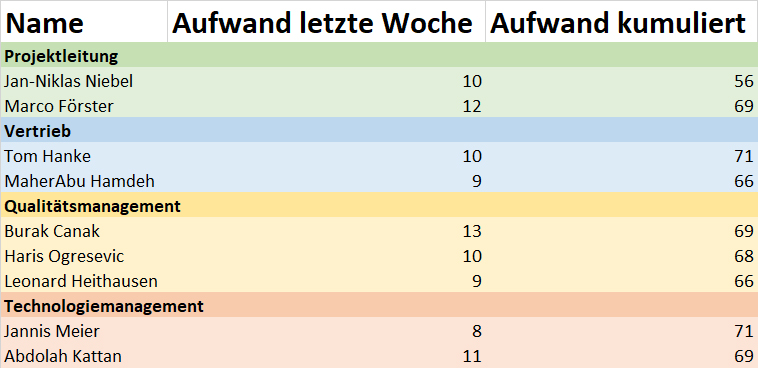 Name Aufwand letzte Woche Aufwand kumuliert
Projektleitung
Jan-Niklas Niebel 10 56
Marco Förster 12 69
Vertrieb
Tom Hanke 10 71
MaherAbu Hamdeh 9 66
Qualitätsmanagement
Burak Canak 13 69
Haris Ogresevic 10 68
Leonard Heithausen 9 66
Technologiemanagement
Jannis Meier 8 71
Abdolah Kattan 11 69